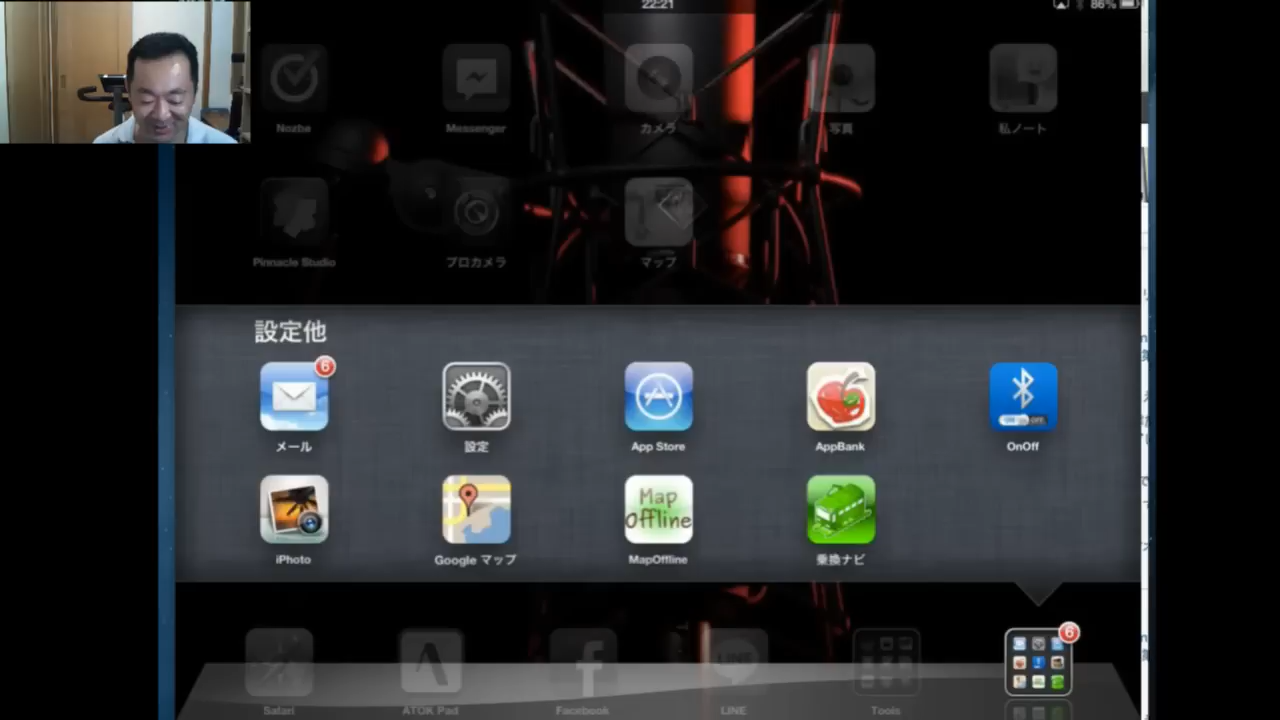 22:21
86%
Nozbe
Messenger
カメラ
写真
私ノート
Pinnacle Studio
プロカメラ
マップ
設定他
6
メール
設定
App Store
AppBank
OnOff
iPhoto
Google マップ
Map
Offline
MapOffline
乗換ナビ
6
LINE
Safari
ATOK Pad
Facebook
LINE
Tools